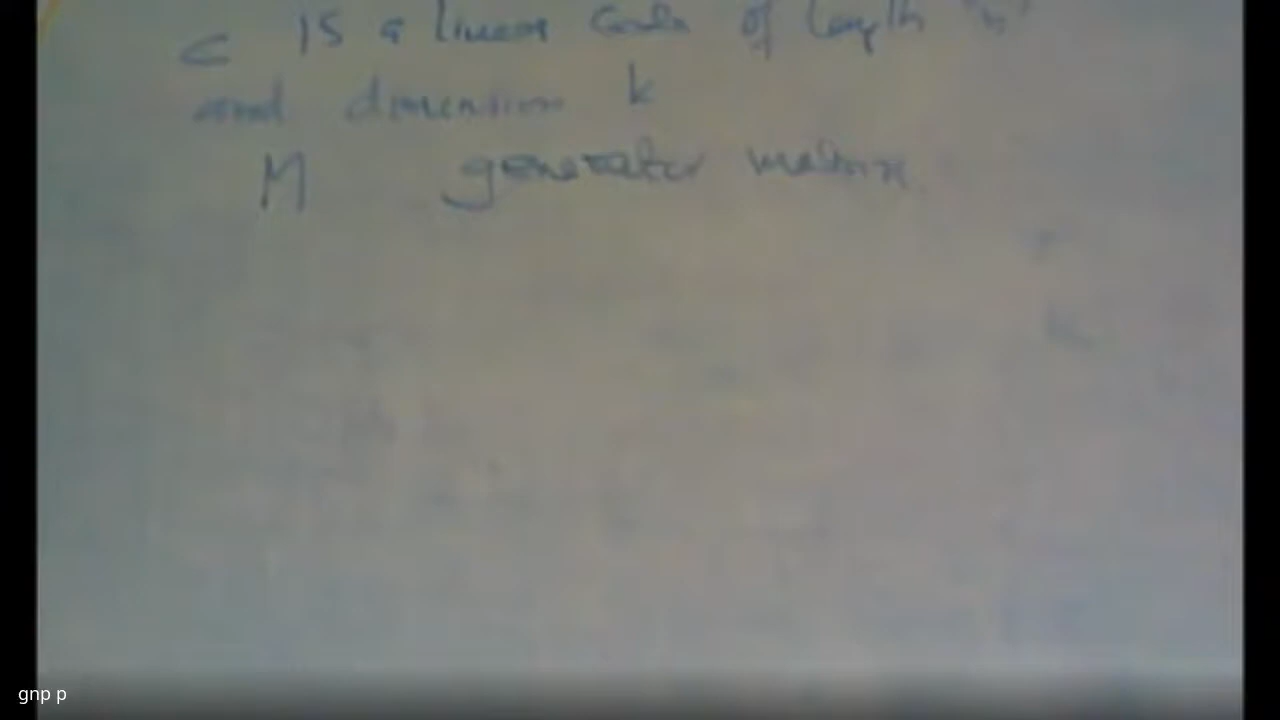 C is a linear code of length "n"
and dimension k
M generator matrix
gnp p